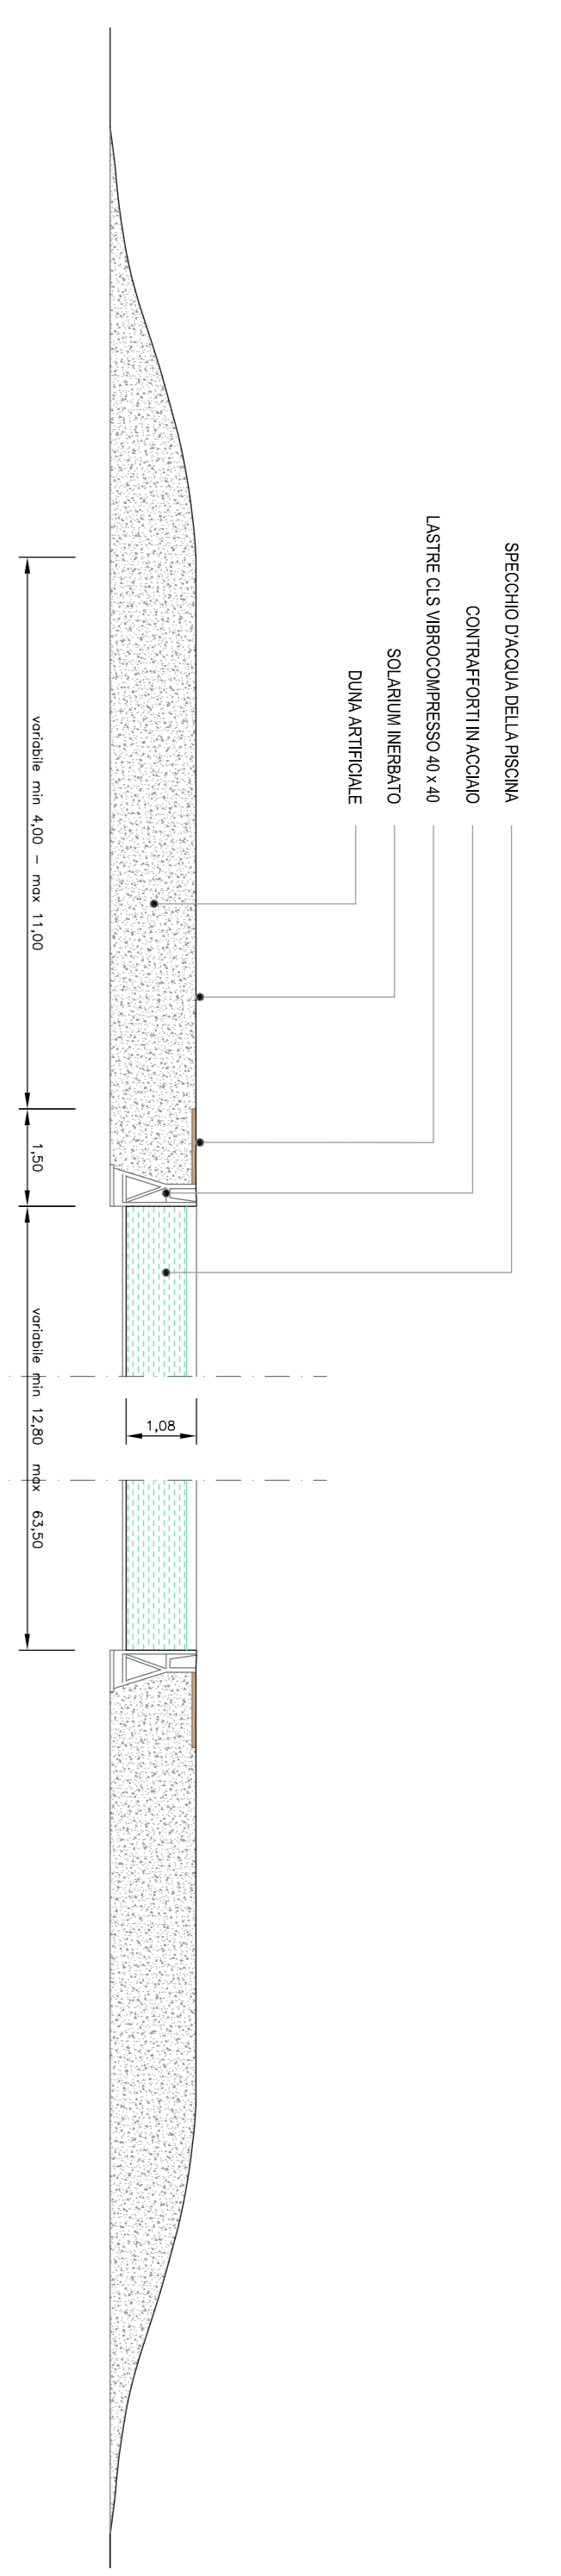 SPECCHIO D'ACQUA DELLA PISCINA
CONTRAFFORTI IN ACCIAIO
LASTRE CLS VIBROCOMPRESSO 40 x 40
SOLARIUM INERBATO
DUNA ARTIFICIALE
1,08
variabile min 4,00 – max 11,00
1,50
variabile min 12,80 max 63,50